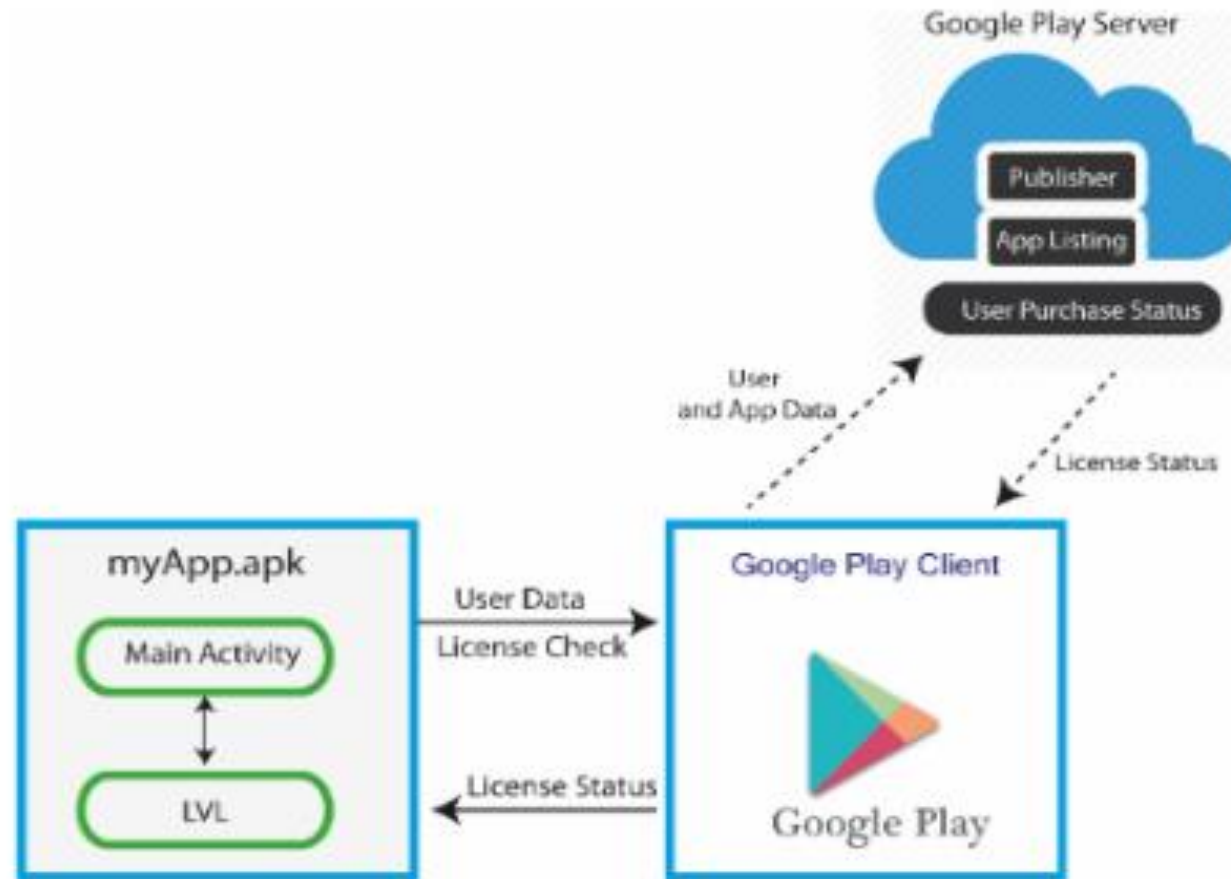 Google Play Server
Publisher
App Listing
User Purchase Status
User
and App Data
License Status
myApp.apk
Main Activity
LVL
User Data
License Check
License Status
Google Play Client
Google Play